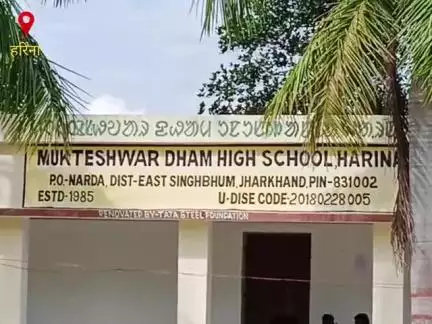 हरिना
MUKTESHWAR DHAM HIGH SCHOOL, HARINA
P.O.-NARDA, DIST-EAST SINGHBHUM, JHARKHAND, PIN-831002
ESTD-1985 U-DISE CODE-20180228005
RENOVATED BY-TATA STEEL FOUNDATION